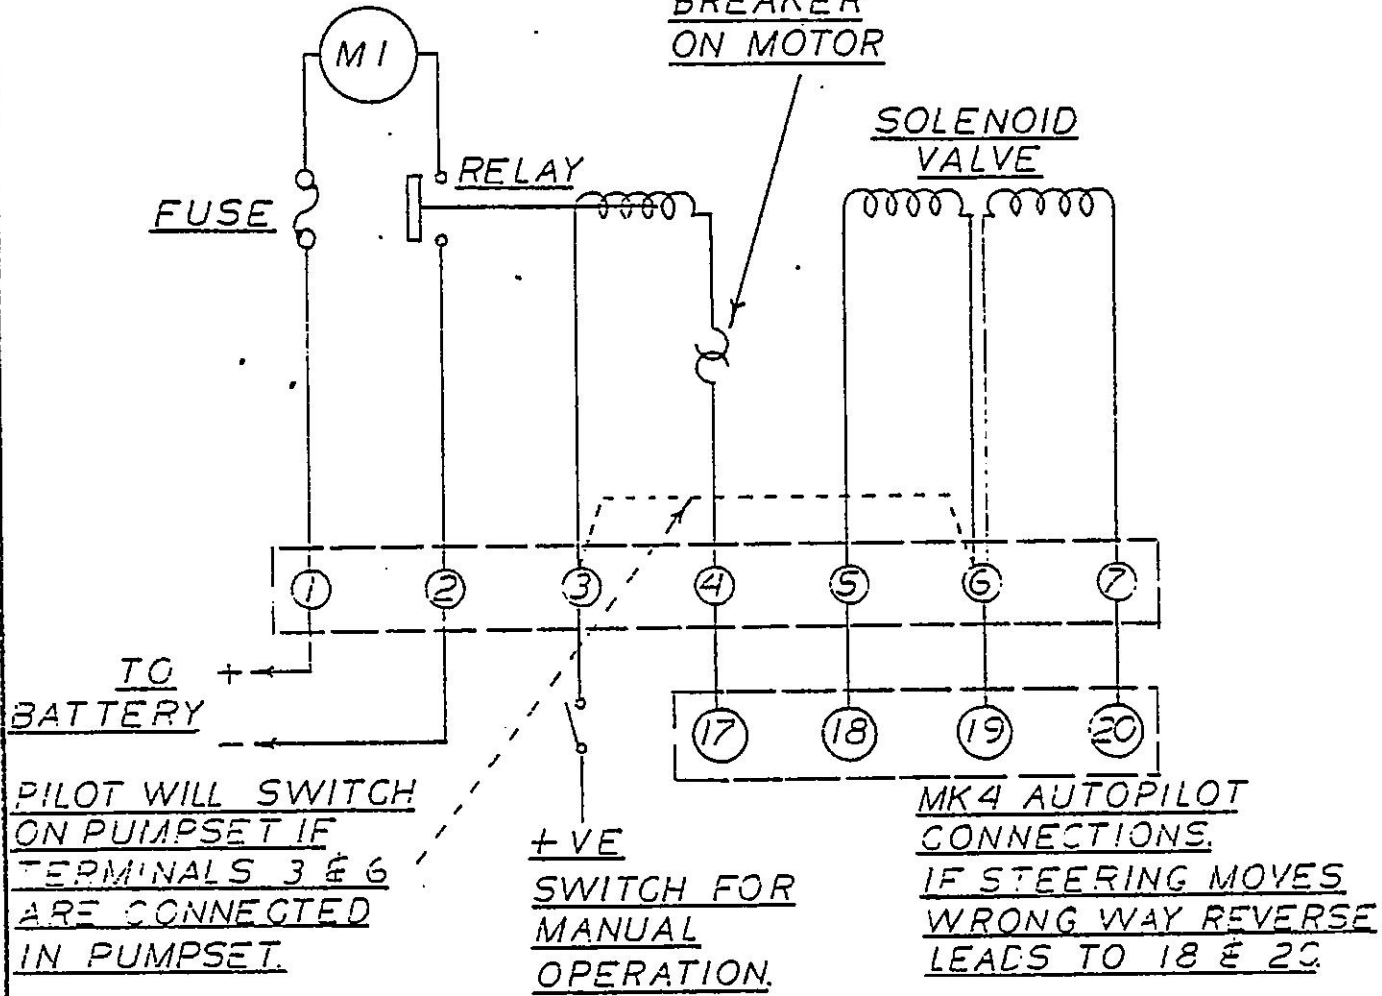 BREAKER
ON MOTOR
M1
SOLENOID
VALVE
RELAY
FUSE
1 2 3 4 5 6 7
TO
BATTERY
+
−
17 18 19 20
PILOT WILL SWITCH
ON PUMPSET IF
TERMINALS 3 & 6
ARE CONNECTED
IN PUMPSET.
+VE
SWITCH FOR
MANUAL
OPERATION.
MK4 AUTOPILOT
CONNECTIONS.
IF STEERING MOVES
WRONG WAY REVERSE
LEADS TO 18 & 20.